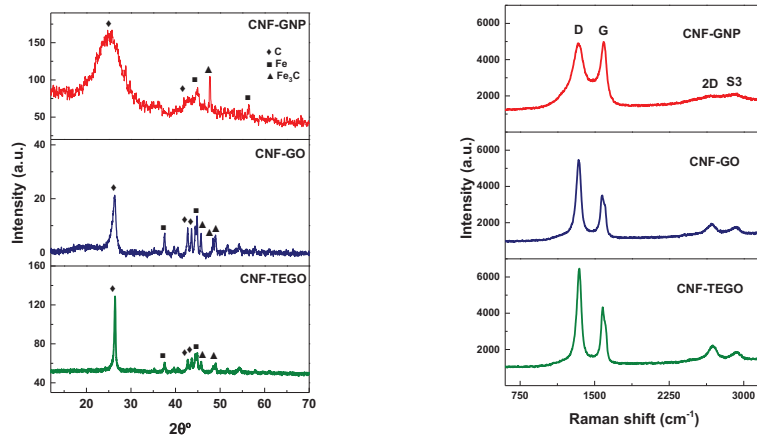 CNF-GNP
♦ C
■ Fe
▲ Fe₃C
150
100
50
CNF-GO
40
20
0
CNF-TEGO
160
120
80
40
20 30 40 50 60 70
2θº
Intensity (a.u.)
CNF-GNP
D G
2D S3
6000
4000
2000
CNF-GO
6000
4000
2000
CNF-TEGO
6000
4000
2000
750 1500 2250 3000
Raman shift (cm⁻¹)
Intensity (a.u.)